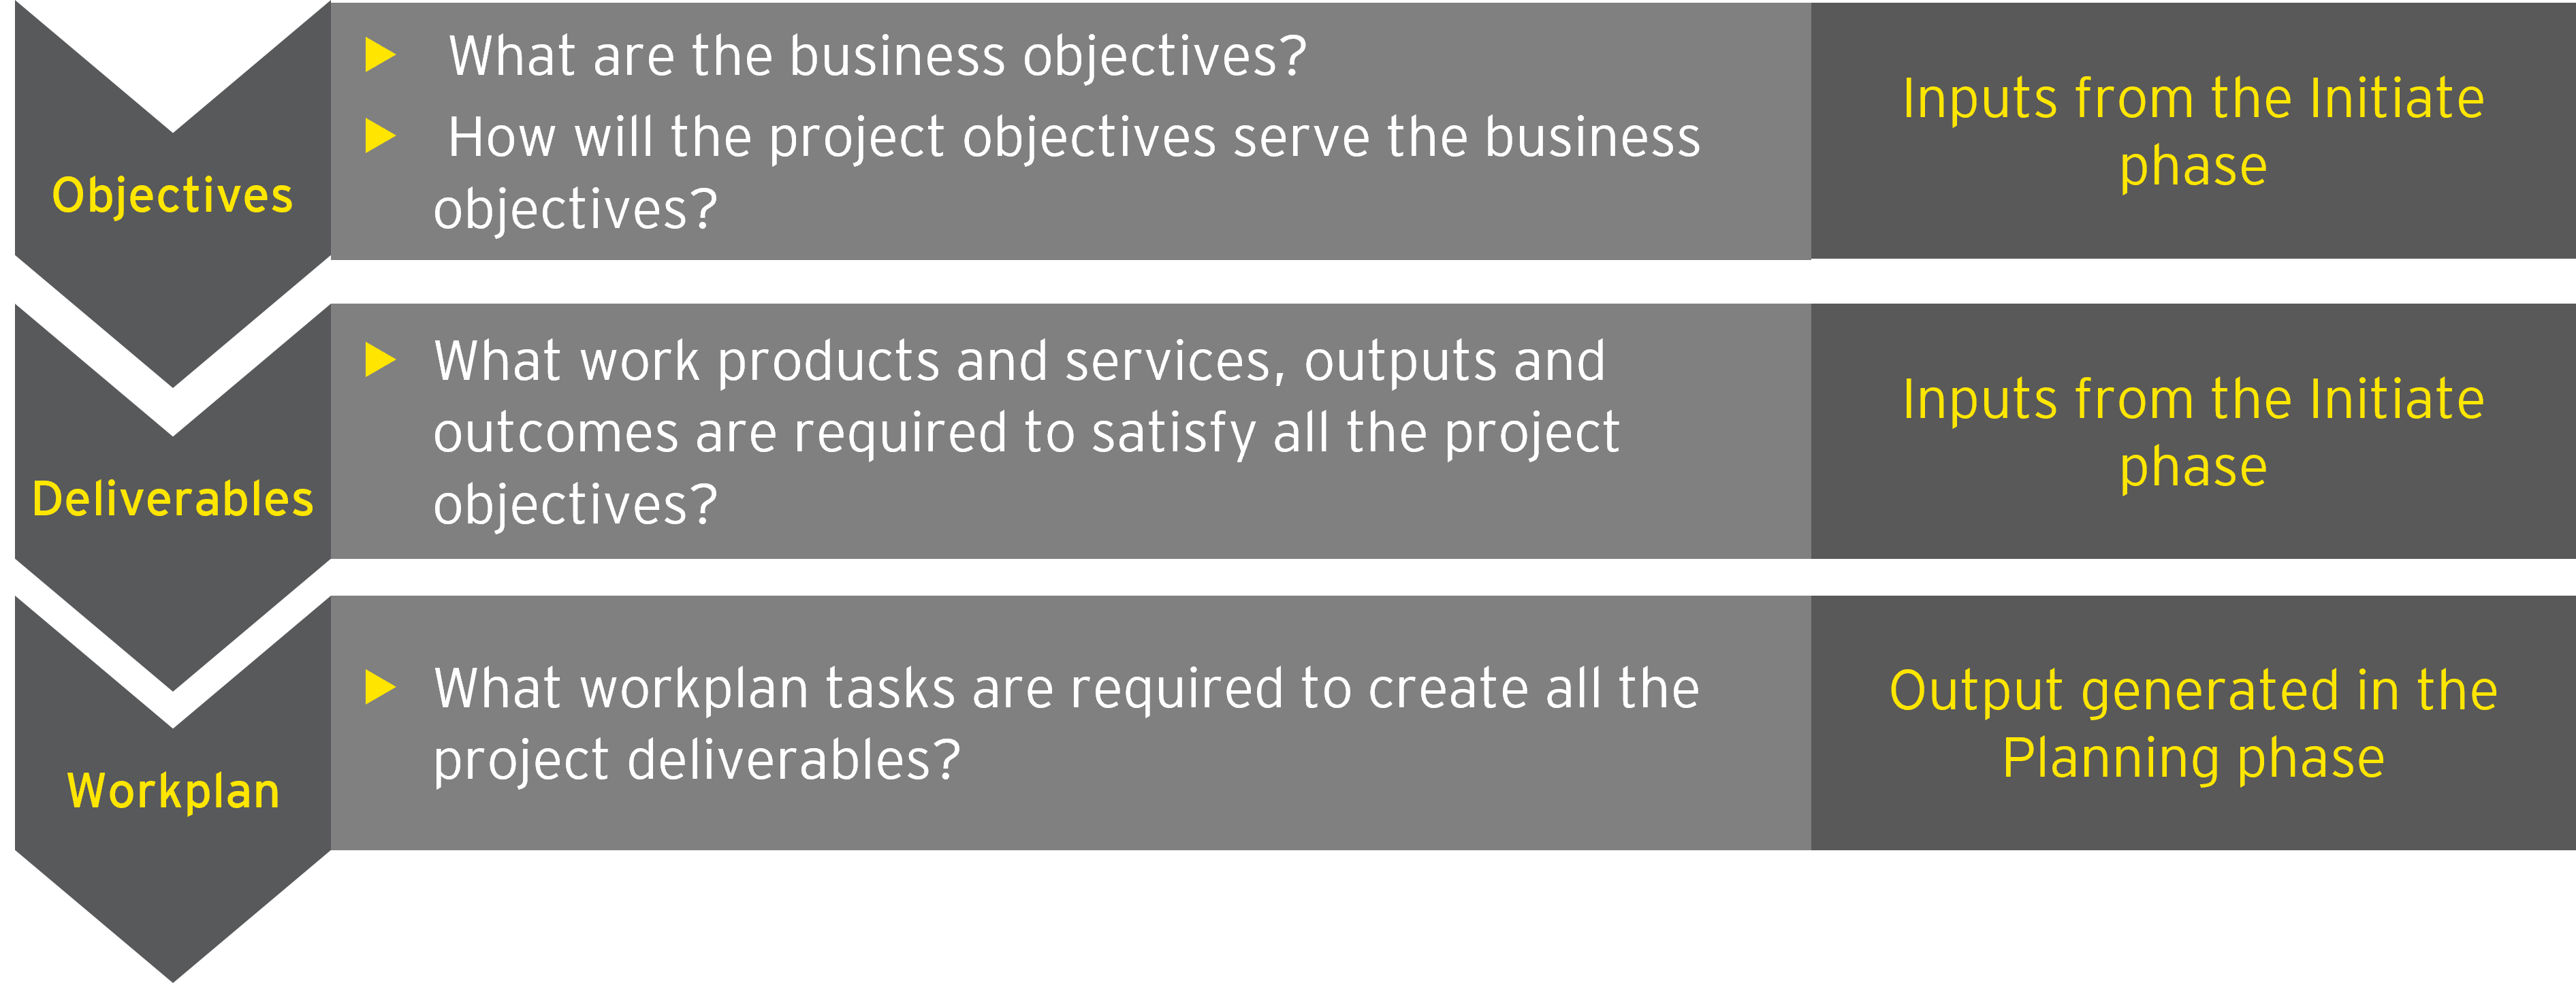 Objectives
What are the business objectives?
How will the project objectives serve the business
objectives?
Inputs from the Initiate
phase
Deliverables
What work products and services, outputs and
outcomes are required to satisfy all the project
objectives?
Inputs from the Initiate
phase
Workplan
What workplan tasks are required to create all the
project deliverables?
Output generated in the
Planning phase